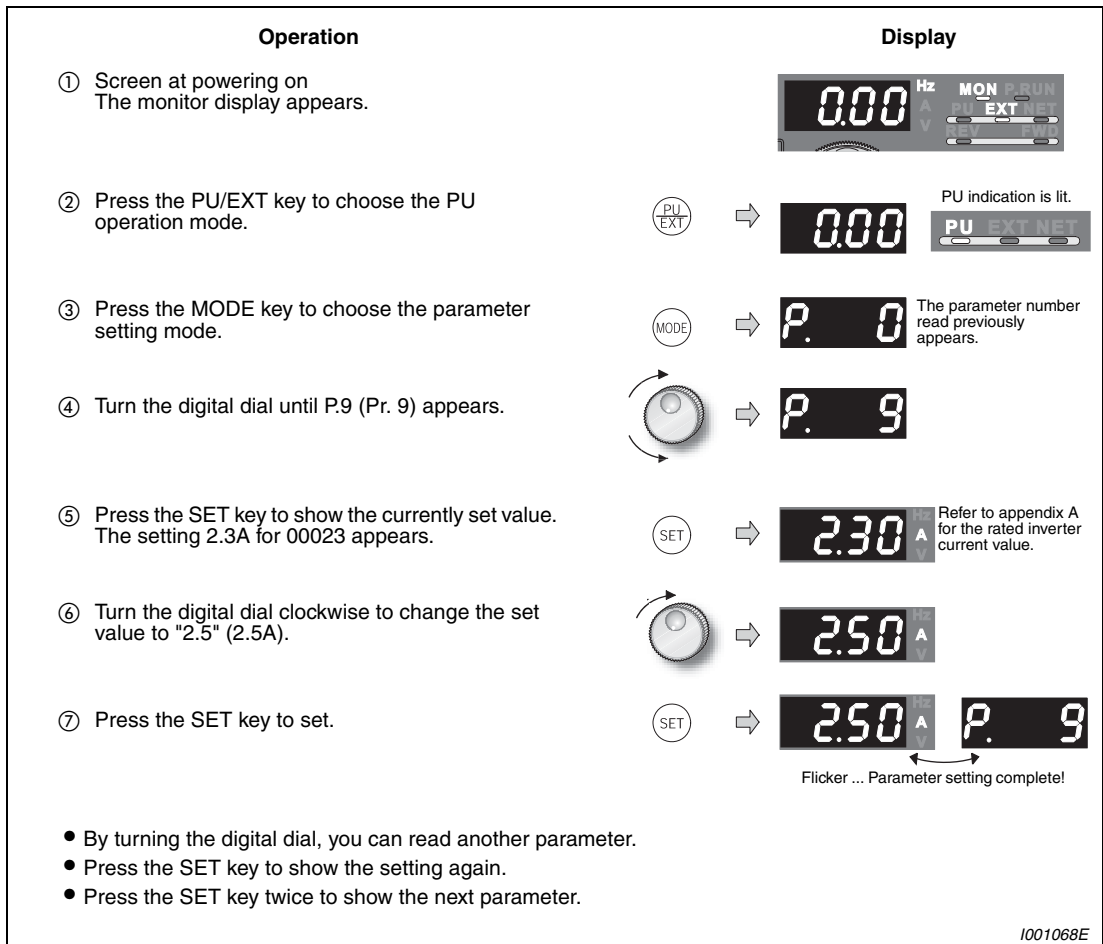 Operation
Display
① Screen at powering on
The monitor display appears.
0.00 Hz A V MON P.RUN
PU EXT NET
REV FWD
② Press the PU/EXT key to choose the PU
operation mode.
PU
EXT
0.00
PU indication is lit.
PU EXT NET
③ Press the MODE key to choose the parameter
setting mode.
MODE
P. 0
The parameter number
read previously
appears.
④ Turn the digital dial until P.9 (Pr. 9) appears.
P. 9
⑤ Press the SET key to show the currently set value.
The setting 2.3A for 00023 appears.
SET
2.30 Hz A V
Refer to appendix A
for the rated inverter
current value.
⑥ Turn the digital dial clockwise to change the set
value to "2.5" (2.5A).
2.50 Hz A V
⑦ Press the SET key to set.
SET
2.50 Hz A V
P. 9
Flicker ... Parameter setting complete!
● By turning the digital dial, you can read another parameter.
● Press the SET key to show the setting again.
● Press the SET key twice to show the next parameter.
I001068E